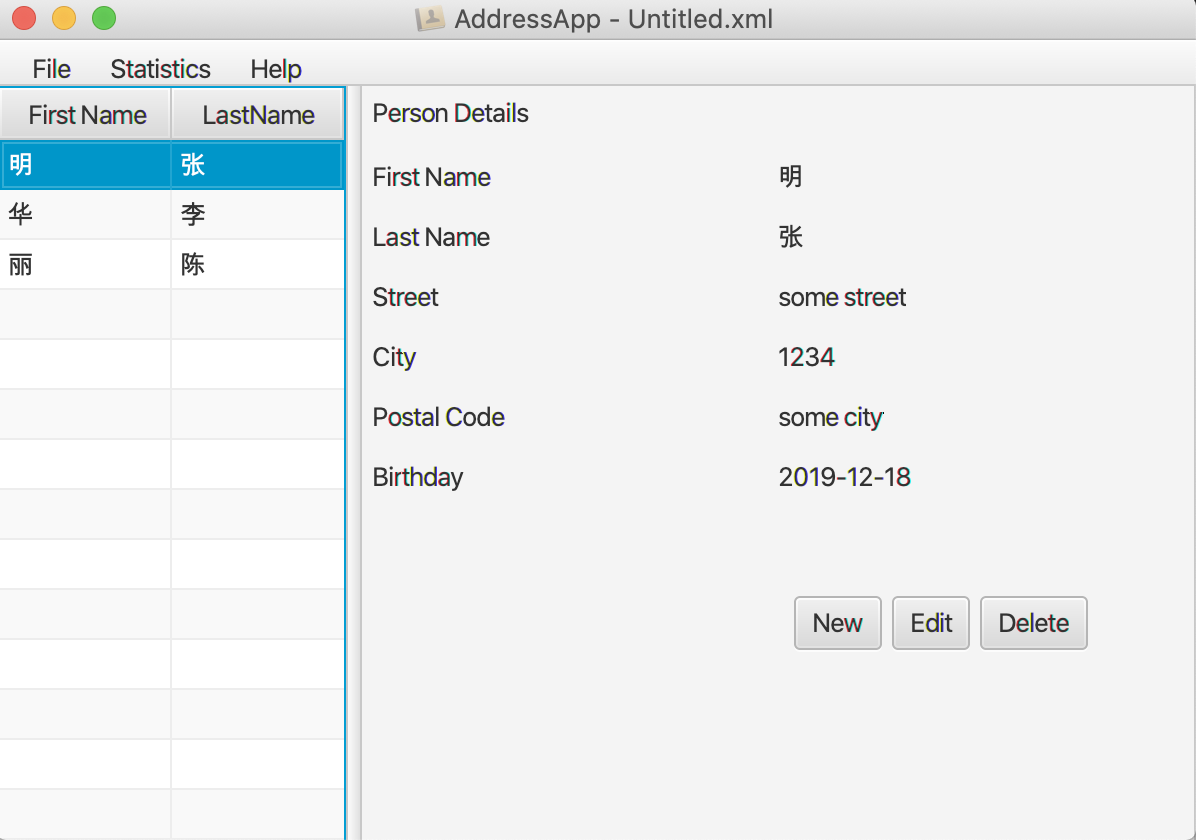 AddressApp - Untitled.xml
File Statistics Help
First Name LastName
明 张
华 李
丽 陈
Person Details
First Name 明
Last Name 张
Street some street
City 1234
Postal Code some city
Birthday 2019-12-18
New Edit Delete